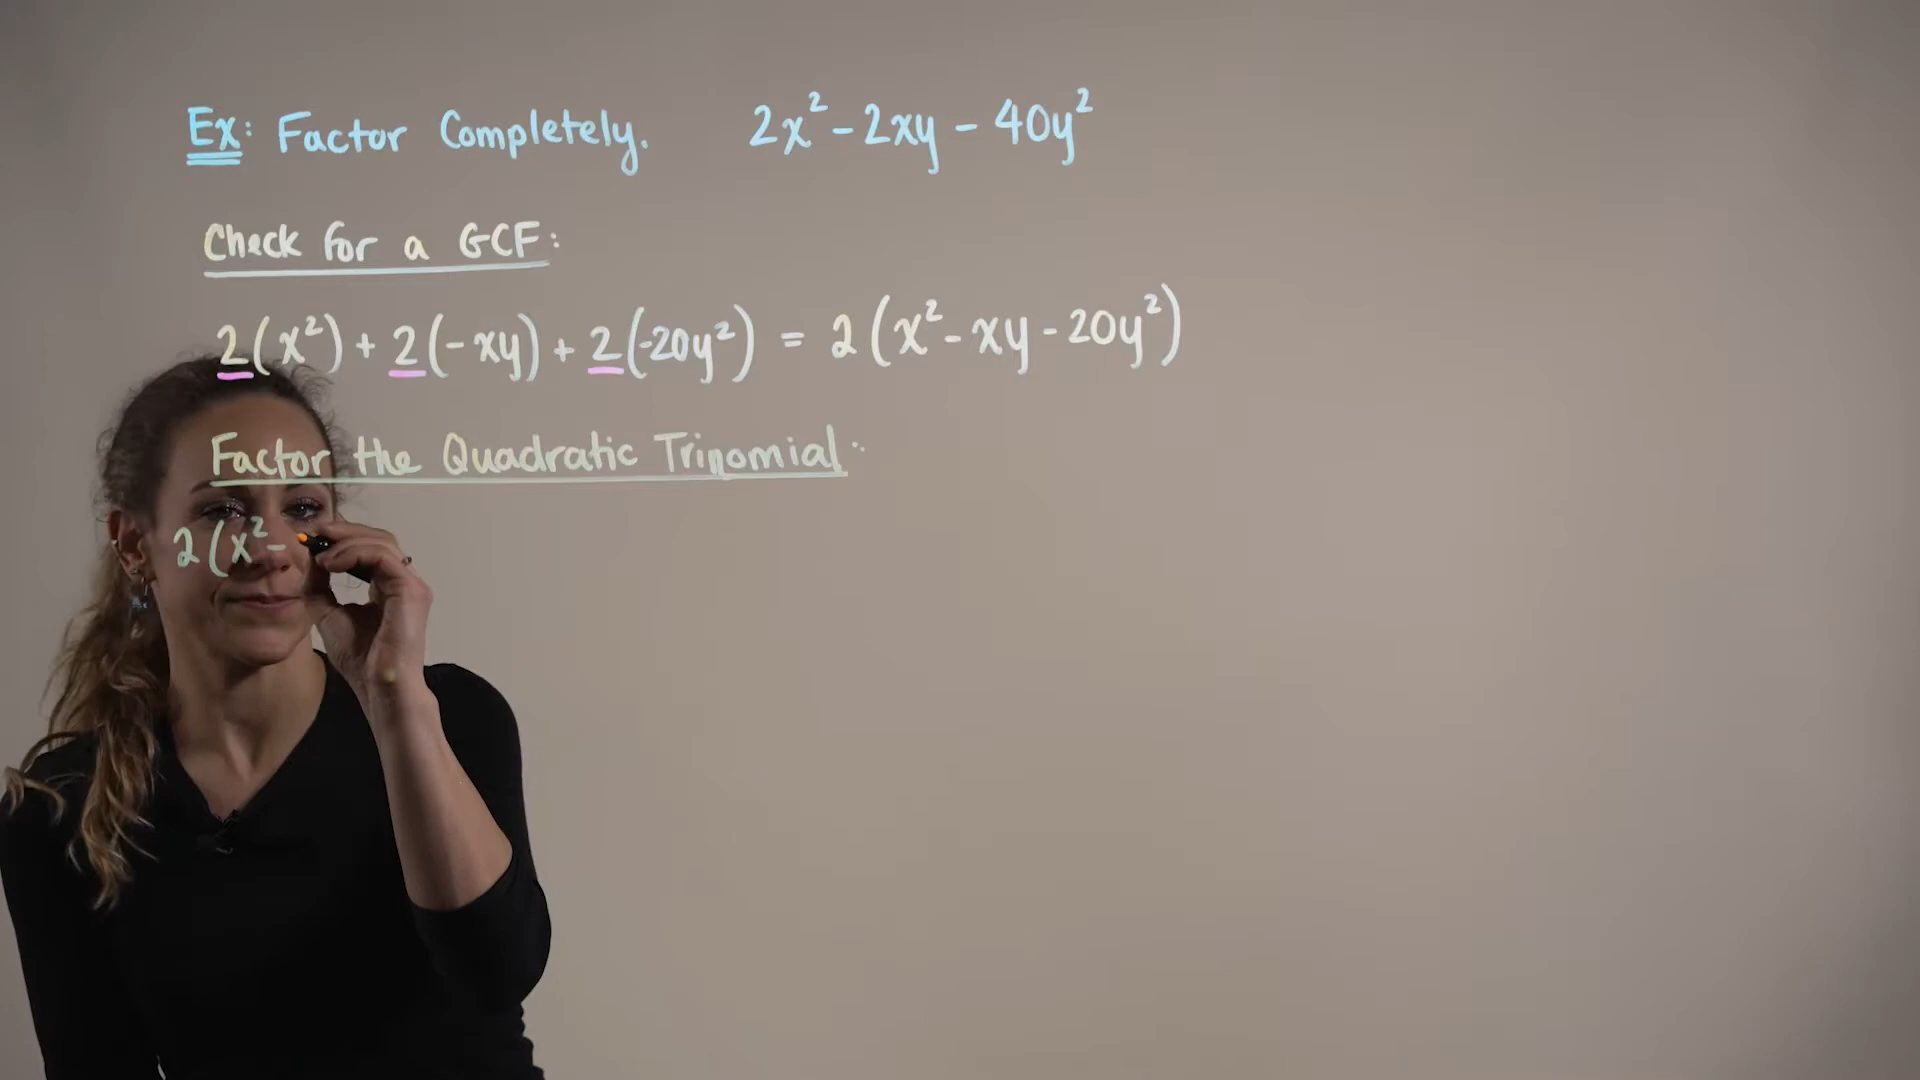 Ex: Factor Completely. 2x² - 2xy - 40y²
Check for a GCF:
2(x²) + 2(-xy) + 2(-20y²) = 2(x² - xy - 20y²)
Factor the Quadratic Trinomial:
2(x² -